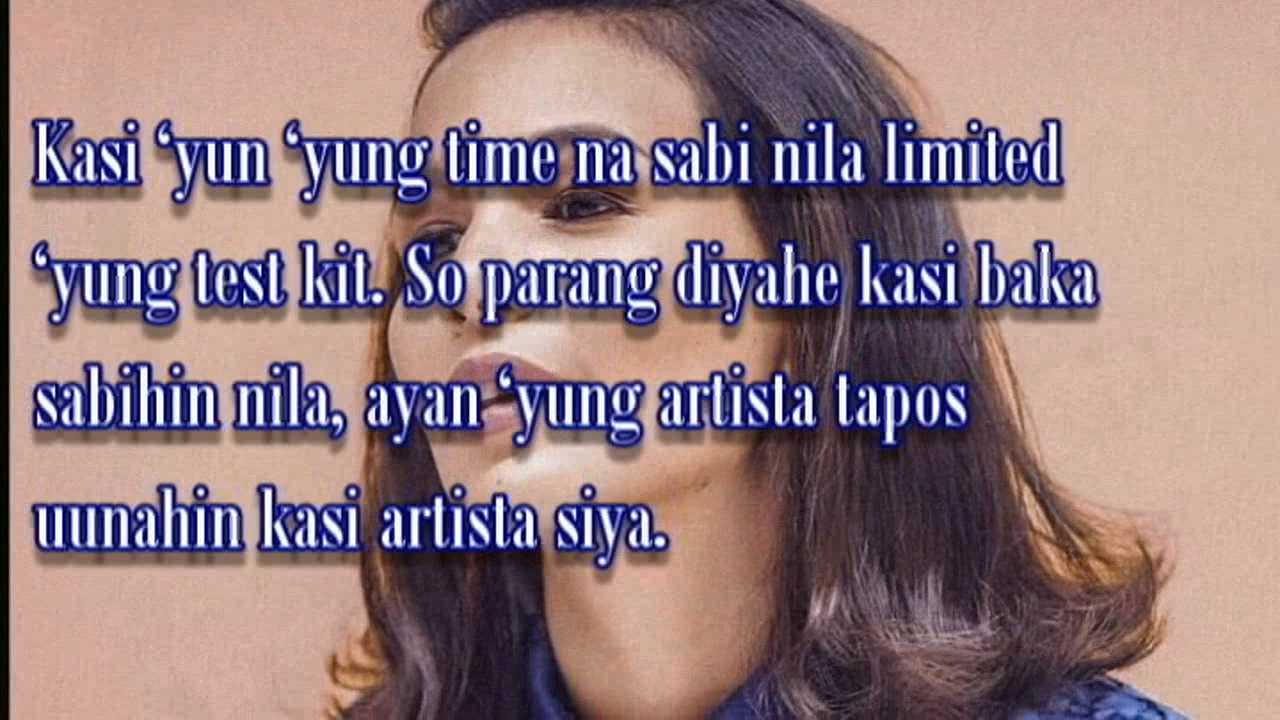 Kasi ‘yun ‘yung time na sabi nila limited
‘yung test kit. So parang diyahe kasi baka
sabihin nila, ayan ‘yung artista tapos
uunahin kasi artista siya.